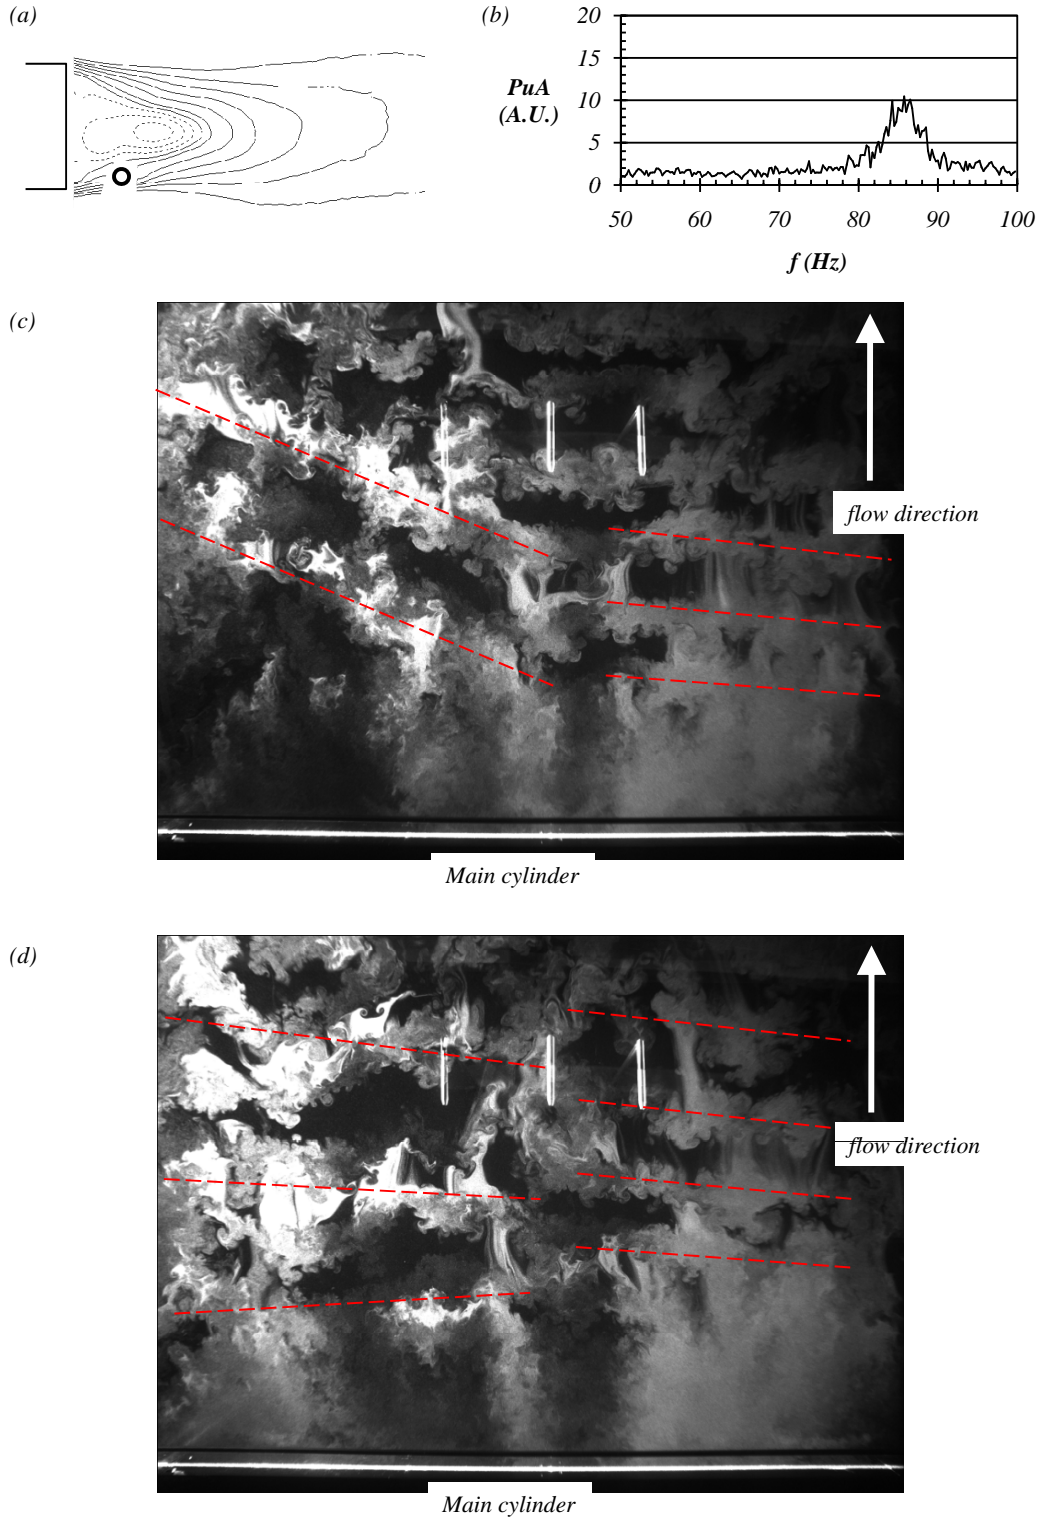 (a)
(b)
20
15
PuA
(A.U.)
10
5
0
50 60 70 80 90 100
f (Hz)
(c)
flow direction
Main cylinder
(d)
flow direction
Main cylinder